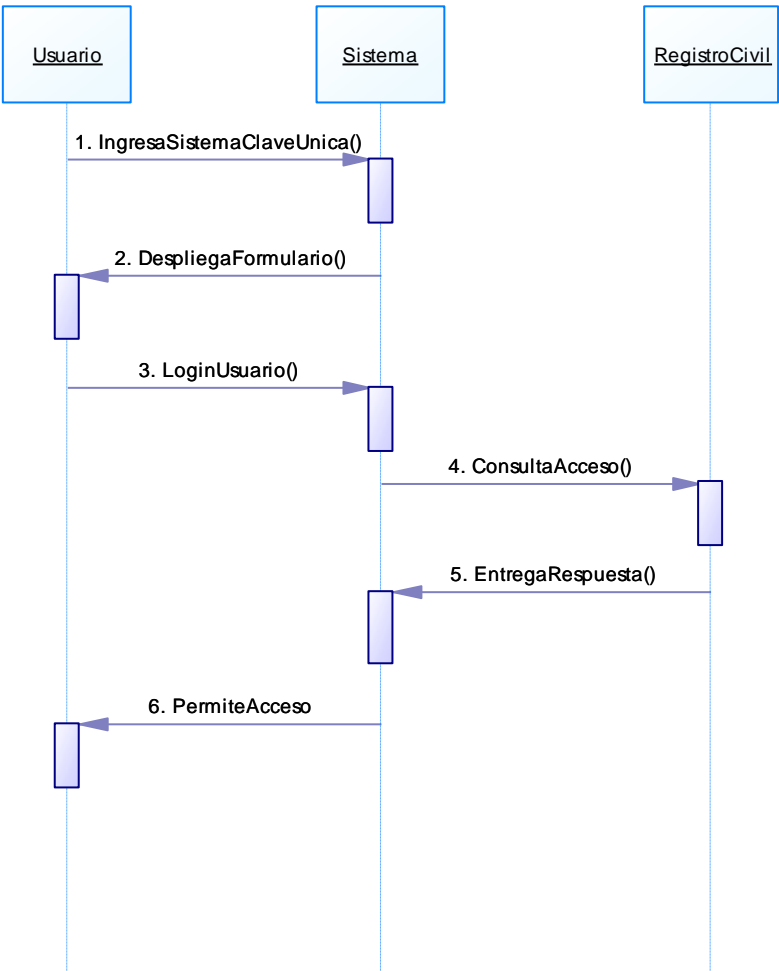 Usuario
Sistema
RegistroCivil
1. IngresaSistemaClaveUnica()
2. DespliegaFormulario()
3. LoginUsuario()
4. ConsultaAcceso()
5. EntregaRespuesta()
6. PermiteAcceso